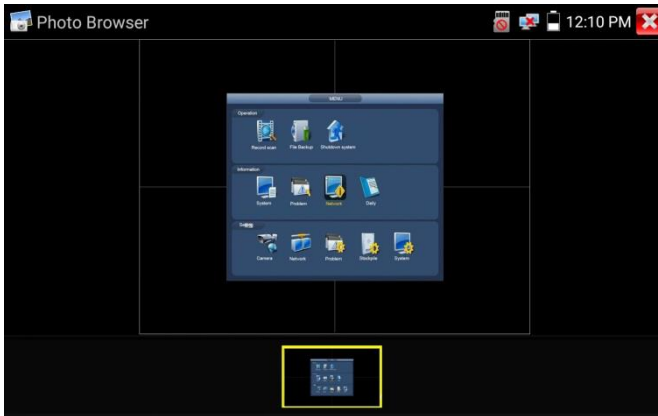 Photo Browser
12:10 PM
MENU
Operation
Record scan File Backup Shutdown system
Information
System Problem Network Daily
Camera Network Problem Stockpile System